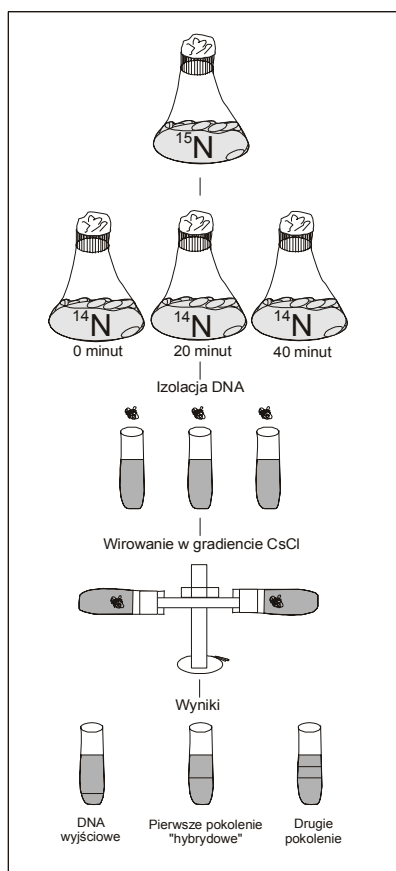 15N
14N 14N 14N
0 minut 20 minut 40 minut
Izolacja DNA
Wirowanie w gradiencie CsCl
Wyniki
DNA wyjściowe
Pierwsze pokolenie "hybrydowe"
Drugie pokolenie